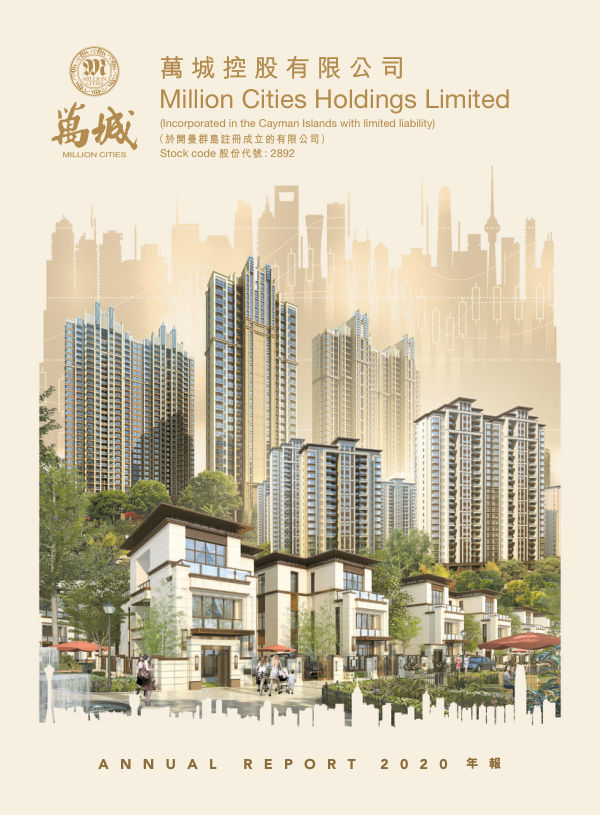 MILLION
CITIES
萬城
MILLION CITIES
萬城控股有限公司
Million Cities Holdings Limited
(Incorporated in the Cayman Islands with limited liability)
(於開曼群島註冊成立的有限公司)
Stock code 股份代號 : 2892
ANNUAL REPORT 2020 年報